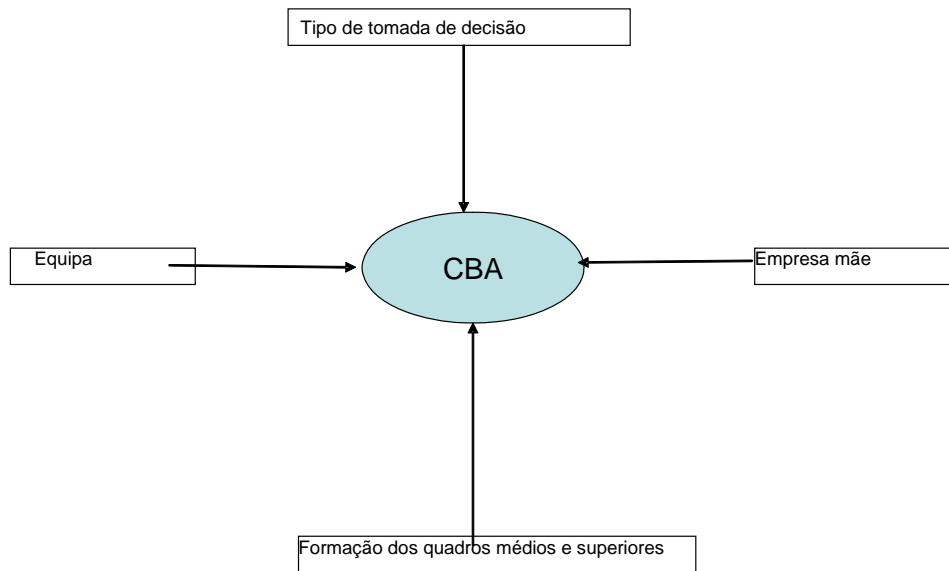 Tipo de tomada de decisão
Equipa
CBA
Empresa mãe
Formação dos quadros médios e superiores